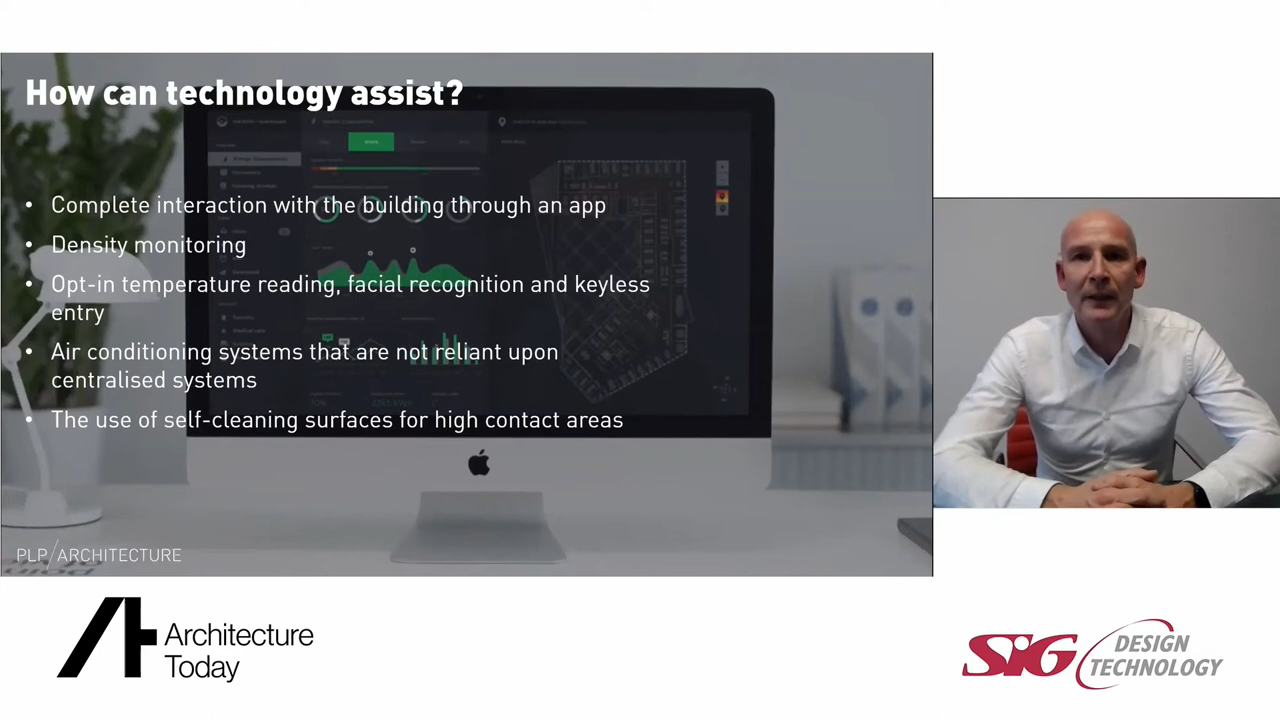 How can technology assist?
• Complete interaction with the building through an app
• Density monitoring
• Opt-in temperature reading, facial recognition and keyless
entry
• Air conditioning systems that are not reliant upon
centralised systems
• The use of self-cleaning surfaces for high contact areas
PLP/ARCHITECTURE
Architecture
Today
SIG
DESIGN
TECHNOLOGY